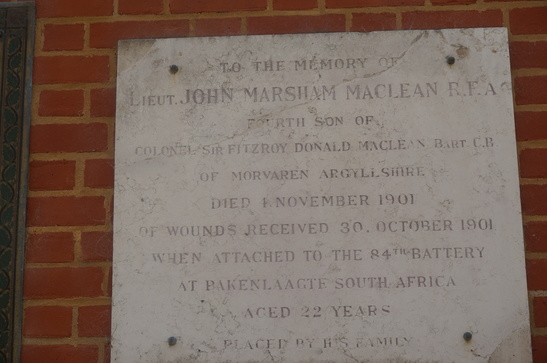 TO THE MEMORY OF
LIEUT. JOHN MARSHAM MACLEAN R.F.A
FOURTH SON OF
COLONEL SIR FITZROY DONALD MACLEAN BART. C.B
OF MORVAREN ARGYLLSHIRE
DIED 1 NOVEMBER 1901
OF WOUNDS RECEIVED 30. OCTOBER 1901
WHEN ATTACHED TO THE 84TH BATTERY
AT BAKENLAAGTE SOUTH AFRICA
AGED 22 YEARS
PLACED BY HIS FAMILY